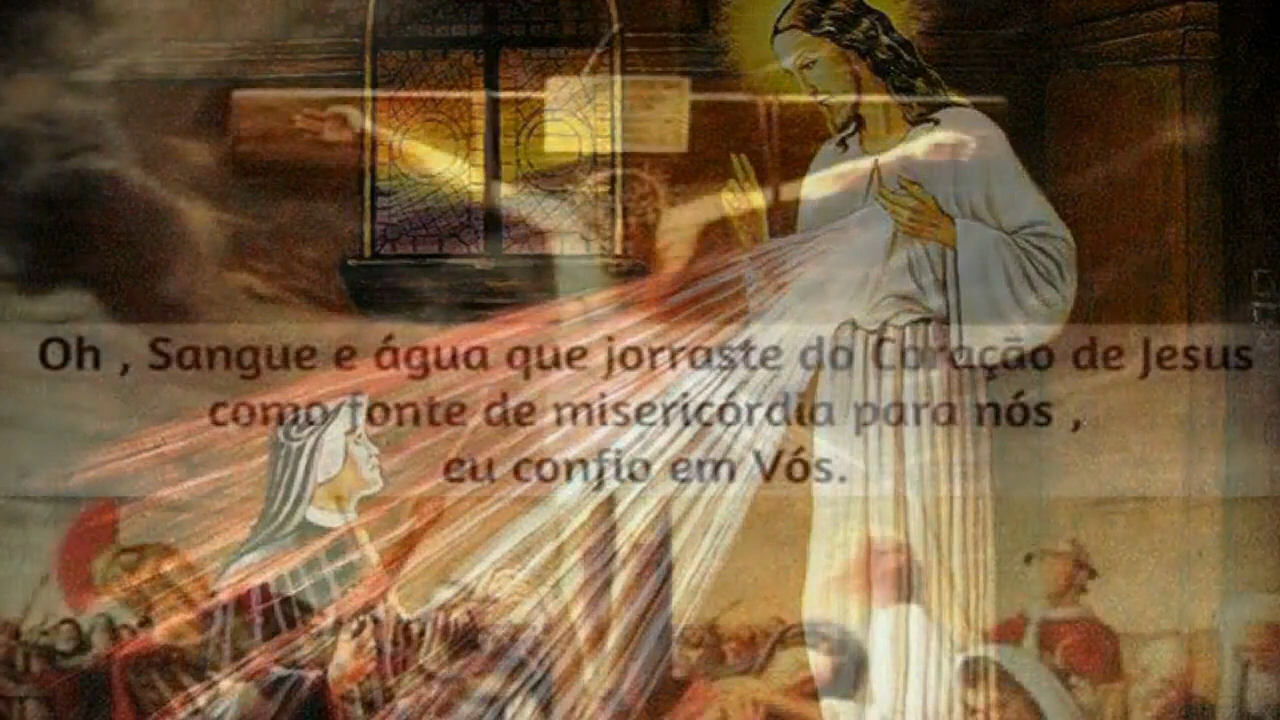 Oh , Sangue e água que jorraste do Coração de Jesus
como fonte de misericórdia para nós ,
eu confio em Vós.